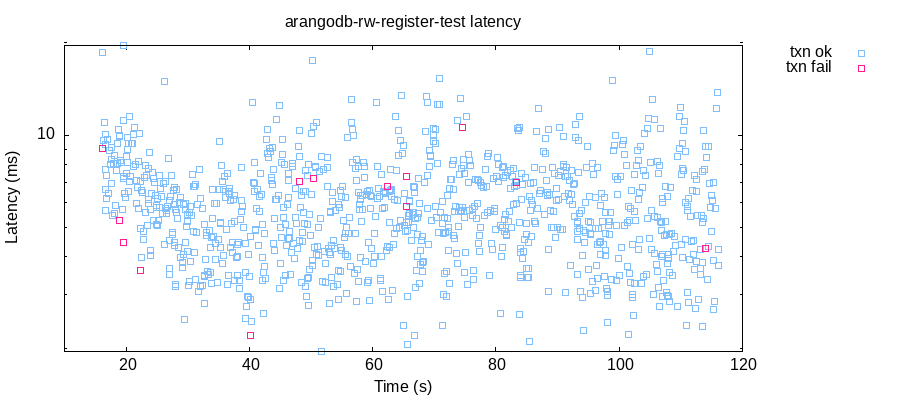 arangodb-rw-register-test latency
txn ok
txn fail
10
Latency (ms)
20 40 60 80 100 120
Time (s)